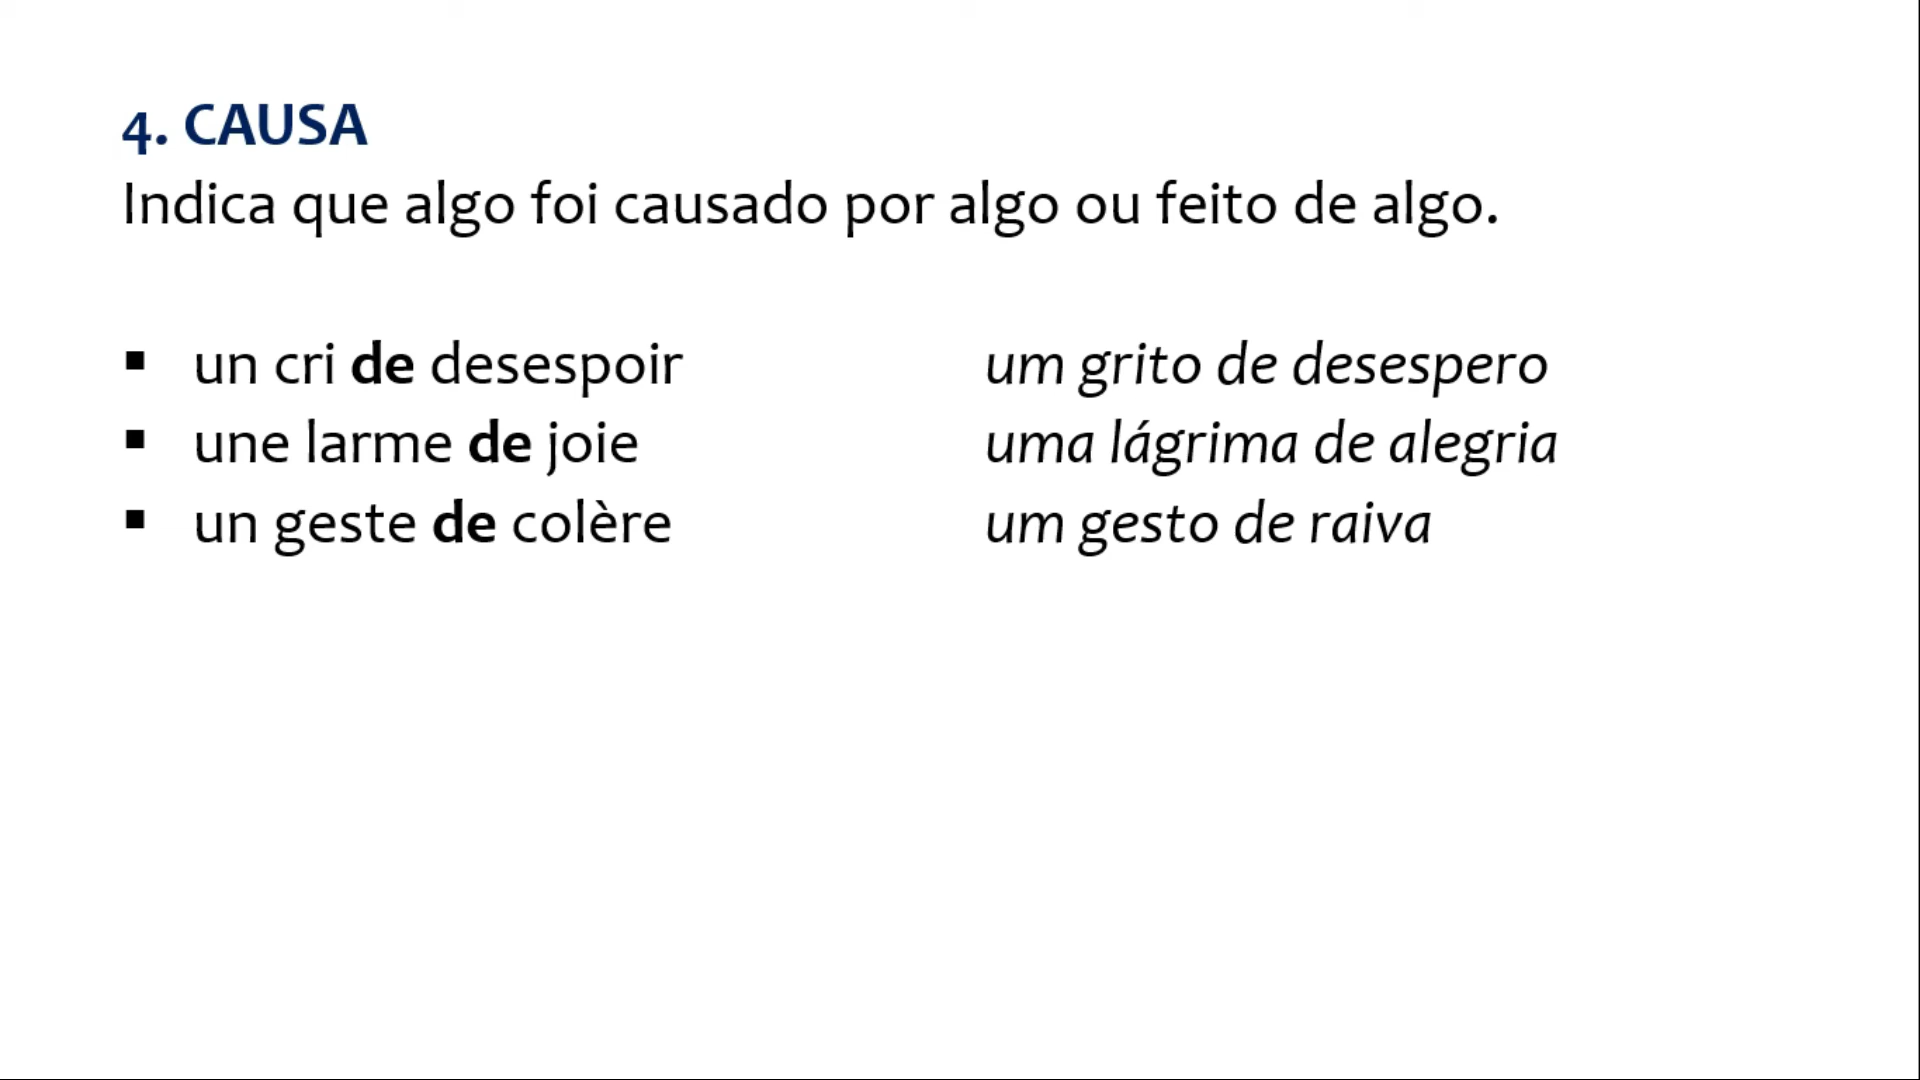 4. CAUSA
Indica que algo foi causado por algo ou feito de algo.
▪ un cri de desespoir um grito de desespero
▪ une larme de joie uma lágrima de alegria
▪ un geste de colère um gesto de raiva